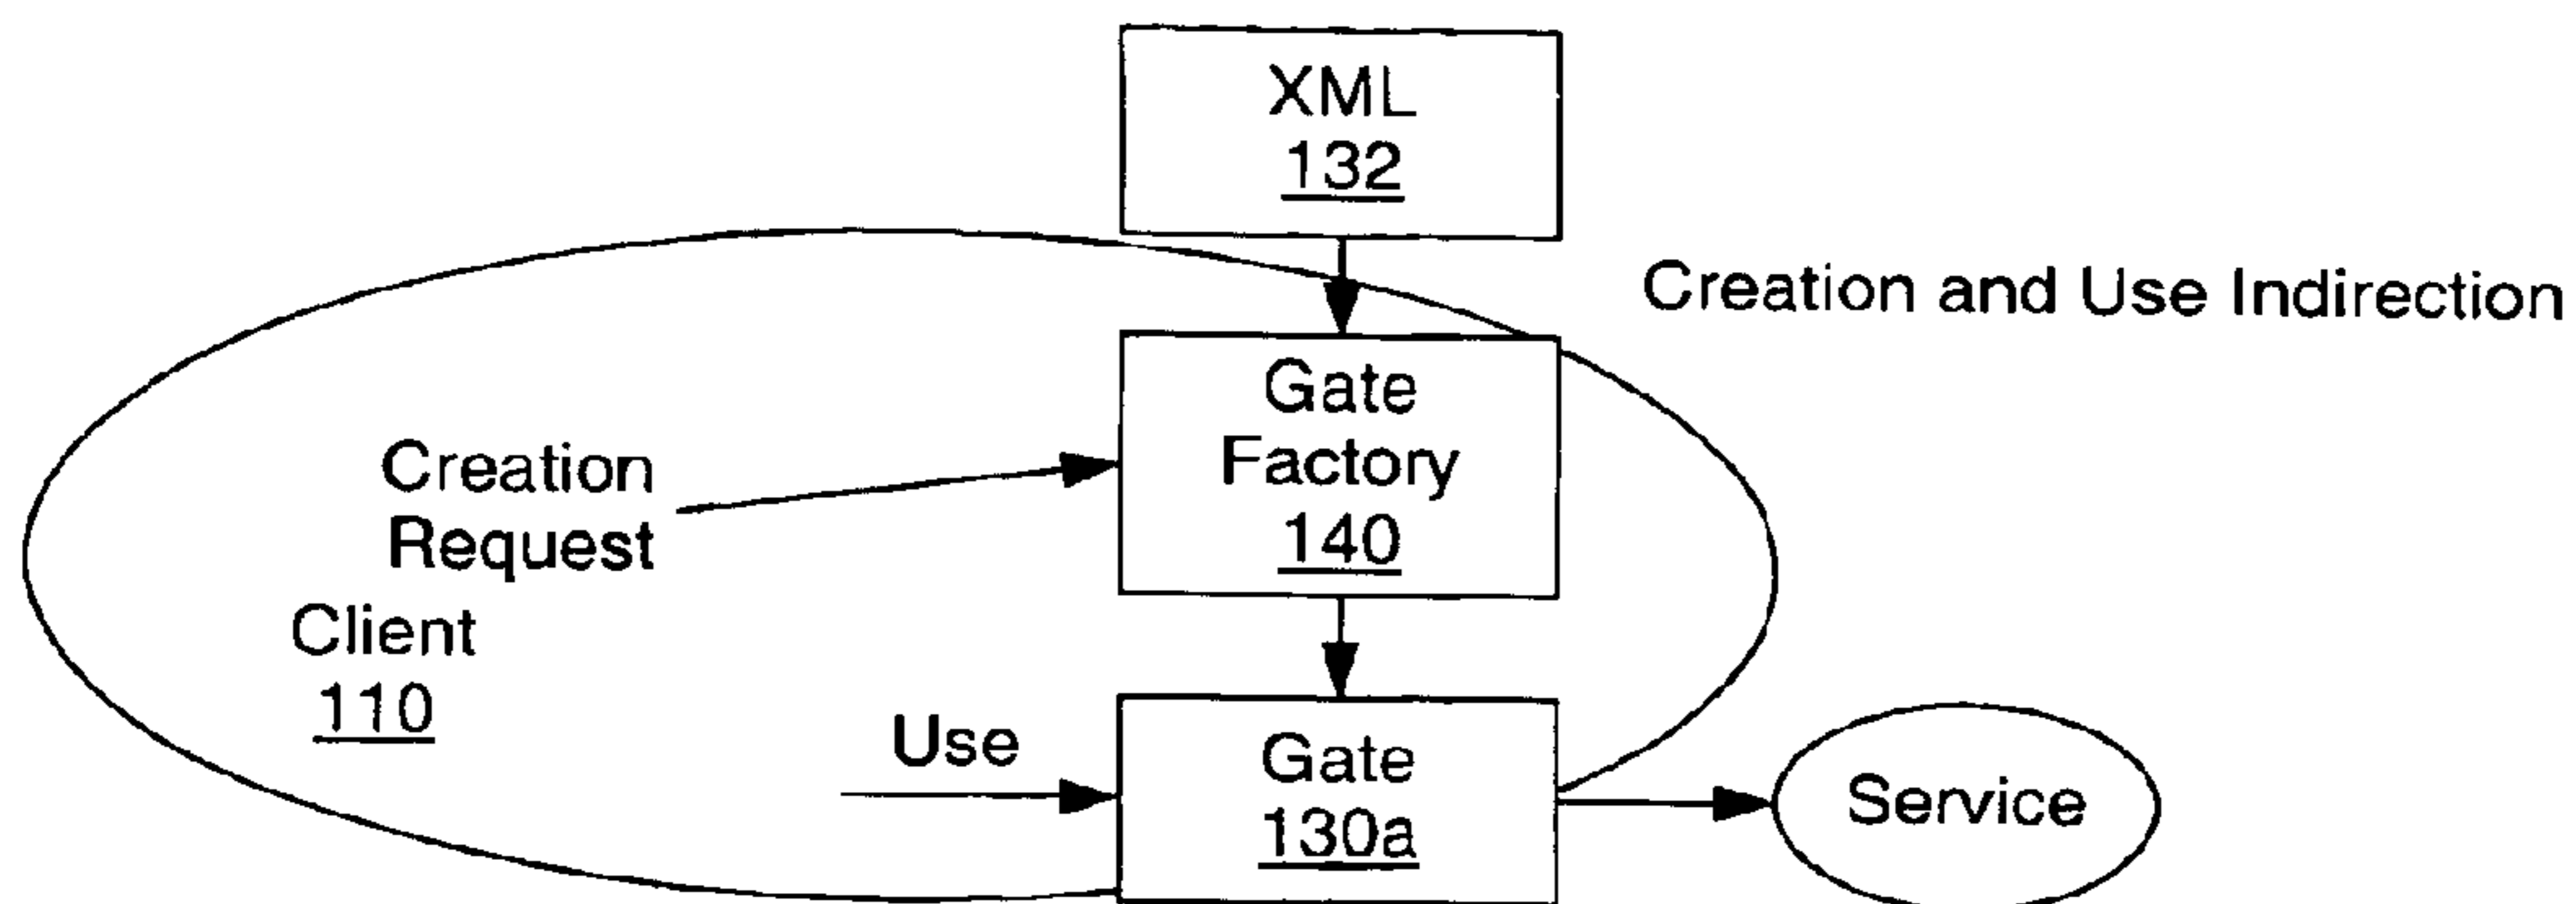 XML
132
Creation and Use Indirection
Gate
Factory
140
Creation
Request
Client
110
Use
Gate
130a
Service